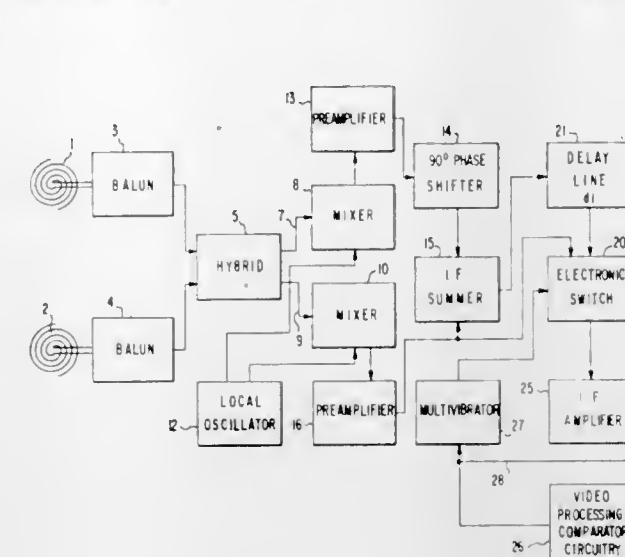 13
PREAMPLIFIER
1
3
BALUN
5
HYBRID
7
8
MIXER
14
90° PHASE
SHIFTER
21
DELAY
LINE
d1
2
4
BALUN
9
10
MIXER
15
I.F
SUMMER
20
ELECTRONIC
SWITCH
12
LOCAL
OSCILLATOR
16
PREAMPLIFIER
MULTIVIBRATOR
27
25
I F
AMPLIFIER
28
26
VIDEO
PROCESSING
COMPARATOR
CIRCUITRY